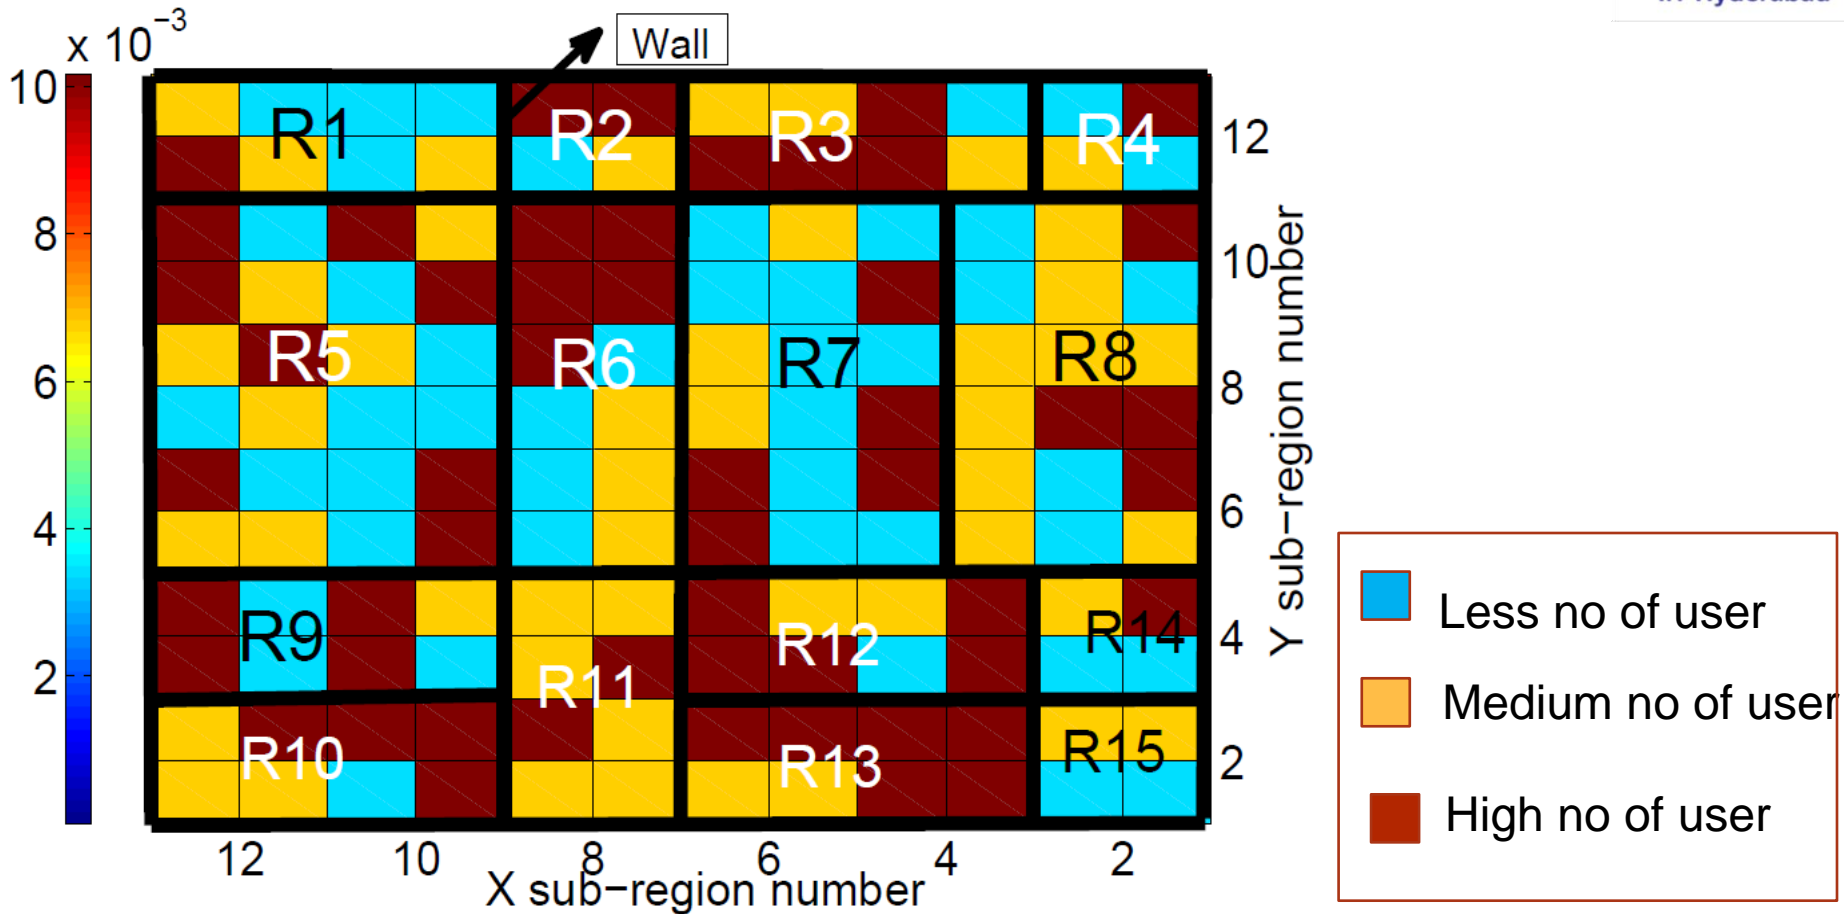 x 10−3
Wall
10
8
6
4
2
R1
R2
R3
R4
R5
R6
R7
R8
R9
R10
R11
R12
R13
R14
R15
12
10
8
6
4
2
Y sub−region number
12
10
8
6
4
2
X sub−region number
Less no of user
Medium no of user
High no of user